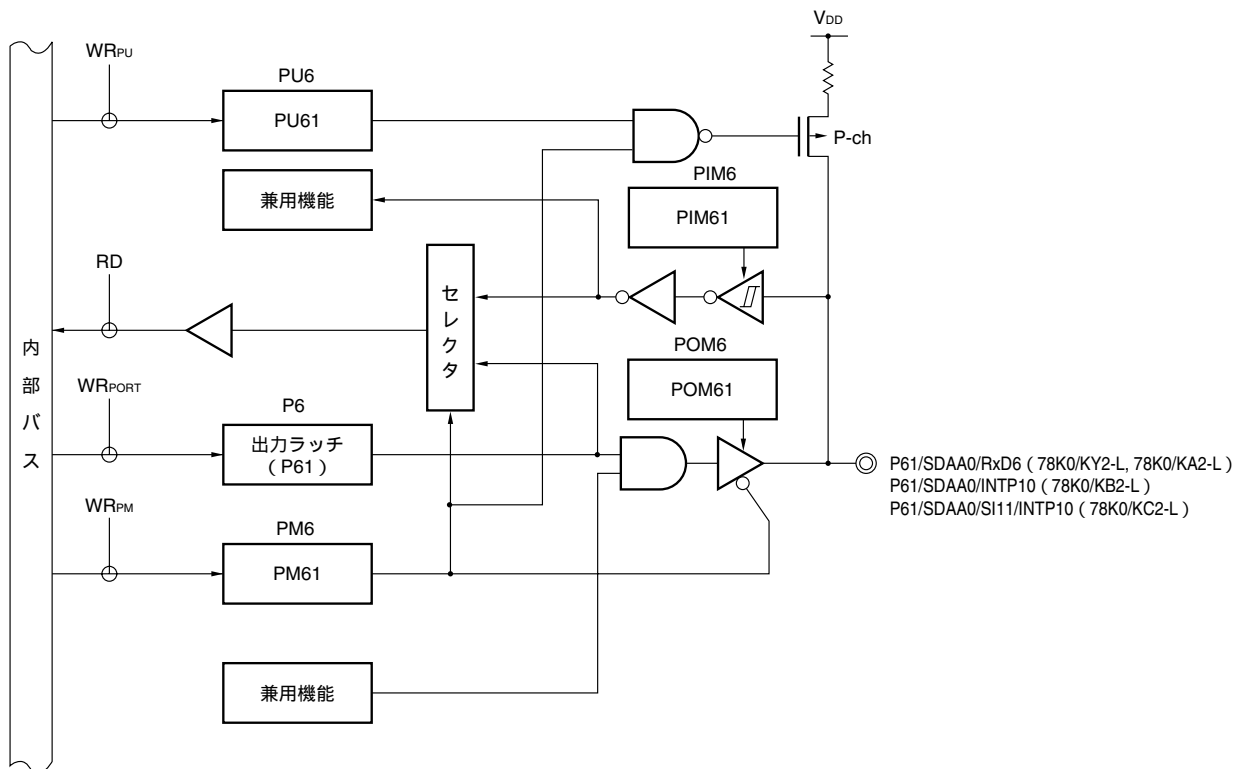 VDD
WRPU
PU6
PU61
P-ch
兼用機能
PIM6
PIM61
RD
セレクタ
内部バス
POM6
POM61
WRPORT
P6
出力ラッチ
（P61）
P61/SDAA0/RxD6（78K0/KY2-L, 78K0/KA2-L）
P61/SDAA0/INTP10（78K0/KB2-L）
P61/SDAA0/SI11/INTP10（78K0/KC2-L）
WRPM
PM6
PM61
兼用機能